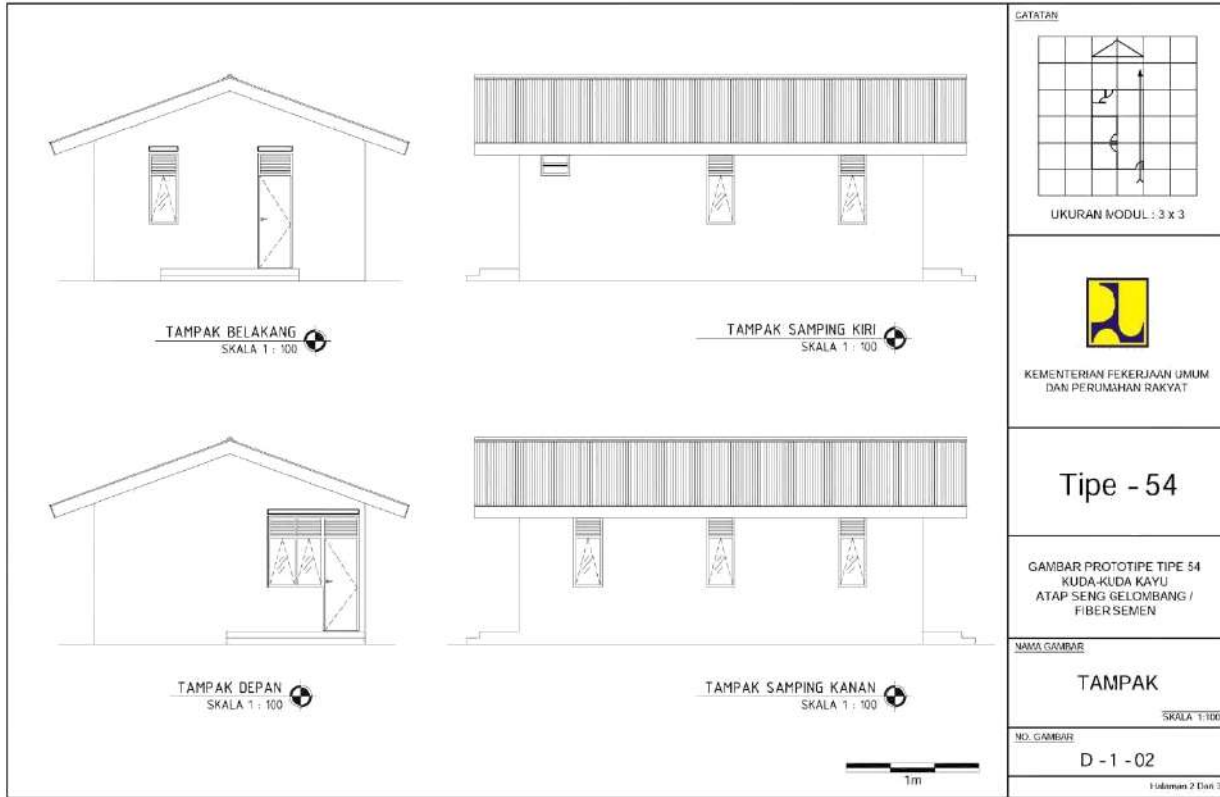 TAMPAK BELAKANG
SKALA 1 : 100
TAMPAK SAMPING KIRI
SKALA 1 : 100
TAMPAK DEPAN
SKALA 1 : 100
TAMPAK SAMPING KANAN
SKALA 1 : 100
1m
CATATAN
UKURAN MODUL : 3 x 3
KEMENTERIAN PEKERJAAN UMUM
DAN PERUMAHAN RAKYAT
Tipe - 54
GAMBAR PROTOTIPE TIPE 54
KUDA-KUDA KAYU
ATAP SENG GELOMBANG /
FIBER SEMEN
NAMA GAMBAR
TAMPAK
SKALA 1:100
NO. GAMBAR
D - 1 - 02
Halaman 2 Dari 3